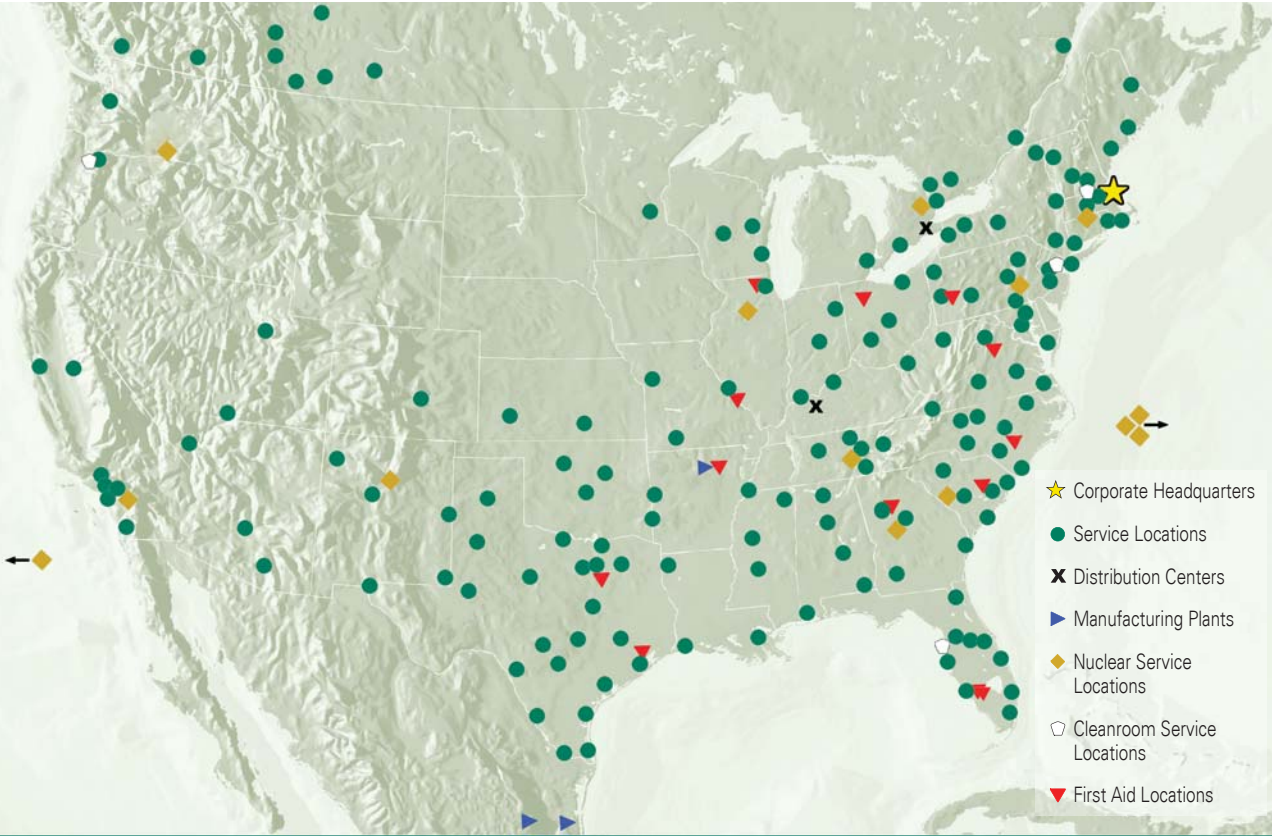 Corporate Headquarters
Service Locations
Distribution Centers
Manufacturing Plants
Nuclear Service
Locations
Cleanroom Service
Locations
First Aid Locations